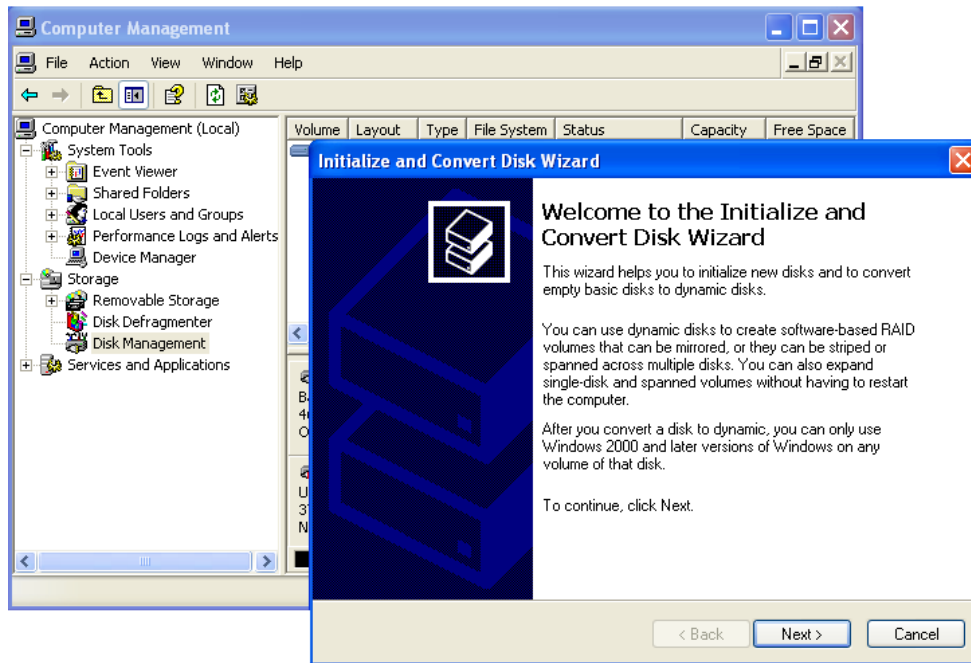 Computer Management
File Action View Window Help
Computer Management (Local)
System Tools
Event Viewer
Shared Folders
Local Users and Groups
Performance Logs and Alerts
Device Manager
Storage
Removable Storage
Disk Defragmenter
Disk Management
Services and Applications
Volume Layout Type File System Status Capacity Free Space
Initialize and Convert Disk Wizard
Welcome to the Initialize and
Convert Disk Wizard
This wizard helps you to initialize new disks and to convert
empty basic disks to dynamic disks.
You can use dynamic disks to create software-based RAID
volumes that can be mirrored, or they can be striped or
spanned across multiple disks. You can also expand
single-disk and spanned volumes without having to restart
the computer.
After you convert a disk to dynamic, you can only use
Windows 2000 and later versions of Windows on any
volume of that disk.
To continue, click Next.
< Back Next > Cancel